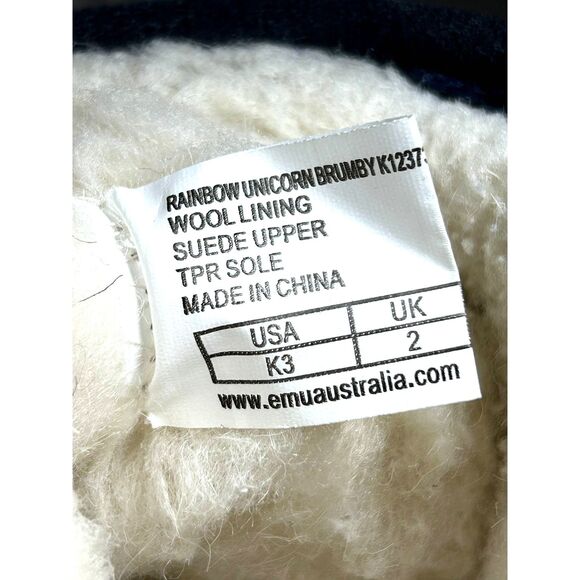 RAINBOW UNICORN BRUMBY K12373
WOOL LINING
SUEDE UPPER
TPR SOLE
MADE IN CHINA
USA UK
K3 2
www.emuaustralia.com